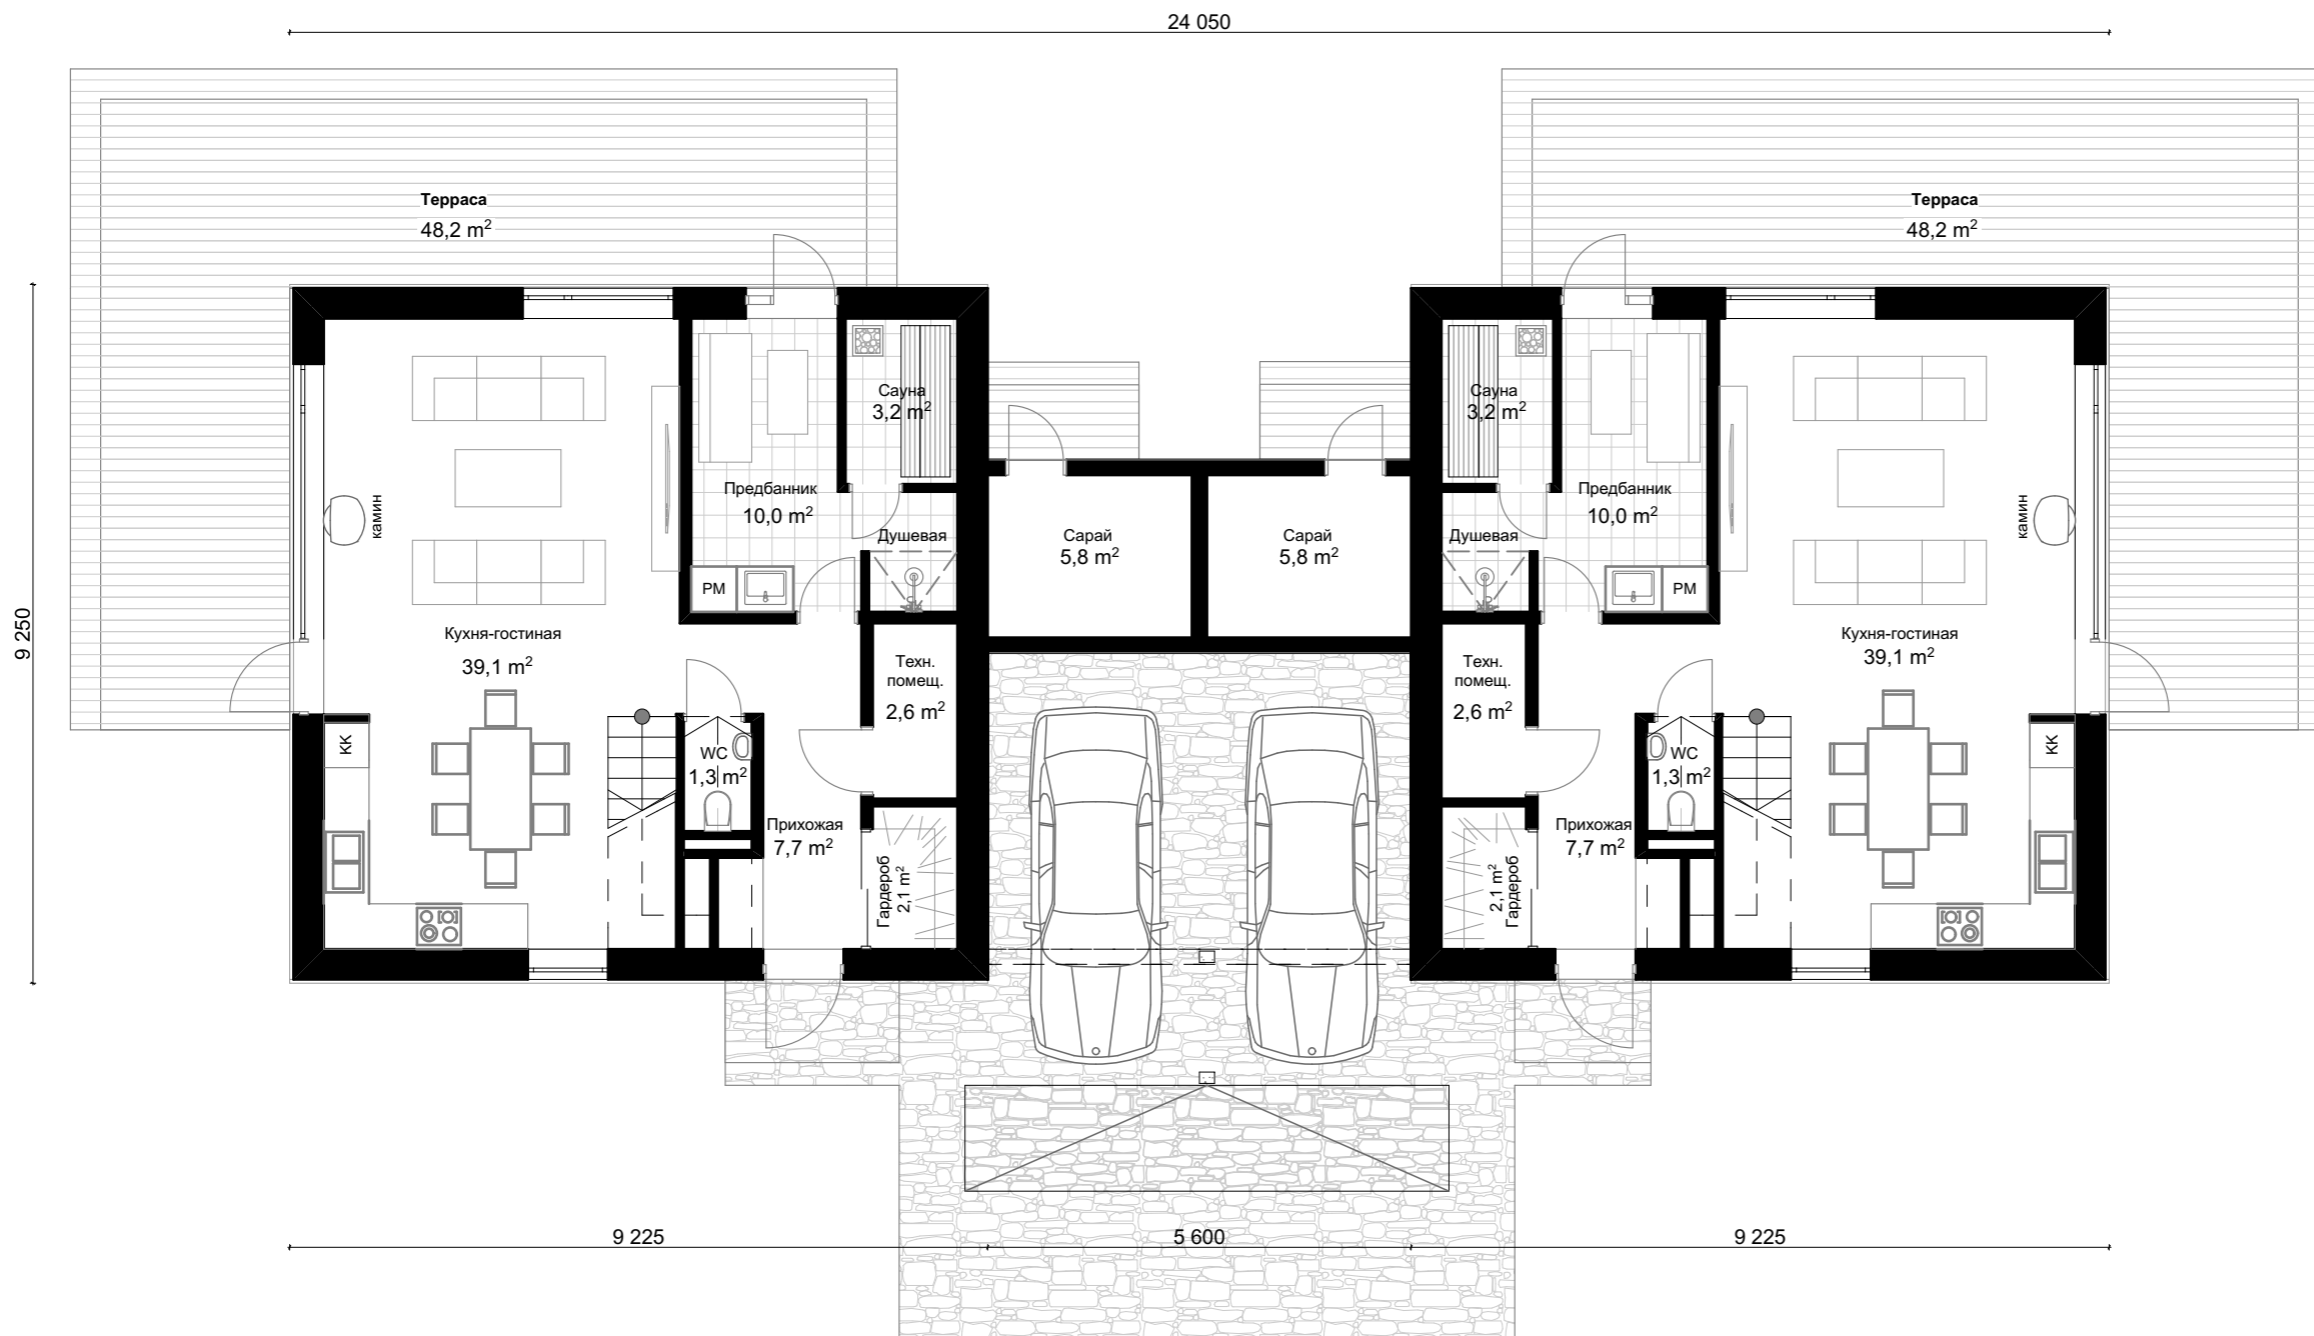 24 050
Терраса
48,2 m²
Терраса
48,2 m²
9 250
Сауна
3,2 m²
Сауна
3,2 m²
камин
Предбанник
10,0 m²
Душевая
Сарай
5,8 m²
Сарай
5,8 m²
Душевая
Предбанник
10,0 m²
камин
PM
PM
Кухня-гостиная
39,1 m²
Техн.
помещ.
2,6 m²
Техн.
помещ.
2,6 m²
Кухня-гостиная
39,1 m²
КК
WC
1,3 m²
WC
1,3 m²
КК
Прихожая
7,7 m²
Гардероб
2,1 m²
2,1 m²
Гардероб
Прихожая
7,7 m²
9 225
5 600
9 225